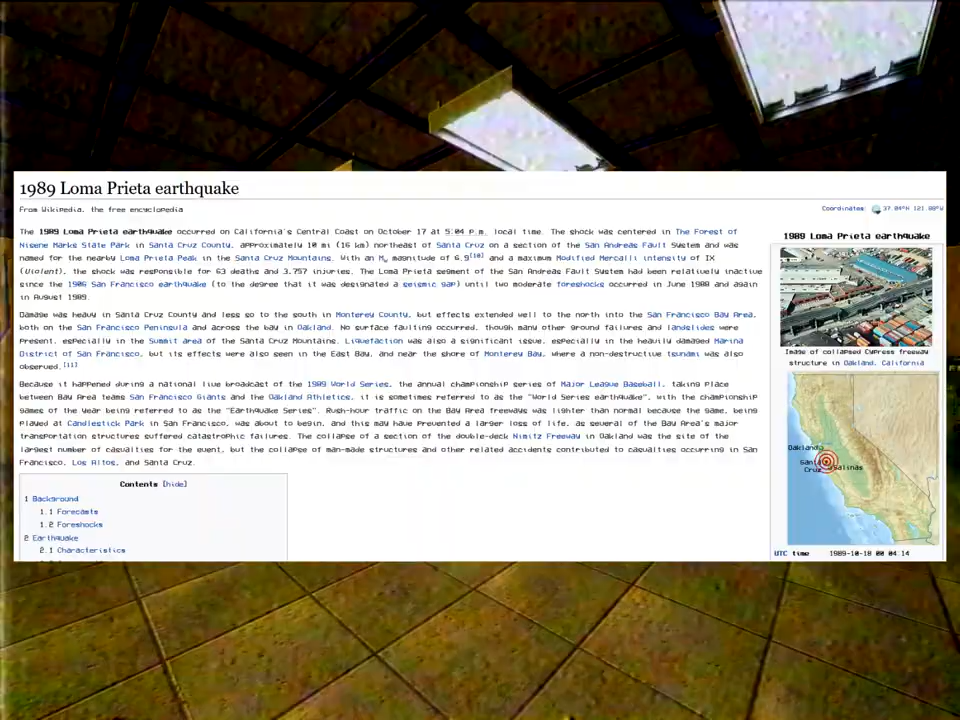 1989 Loma Prieta earthquake
From Wikipedia, the free encyclopedia
Coordinates: 37.04°N 121.88°W
The 1989 Loma Prieta earthquake occurred on California's Central Coast on October 17 at 5:04 p.m. local time. The shock was centered in The Forest of
Nisene Marks State Park in Santa Cruz County, approximately 10 mi (16 km) northeast of Santa Cruz on a section of the San Andreas Fault System and was
named for the nearby Loma Prieta Peak in the Santa Cruz Mountains. With an Mw magnitude of 6.9[10] and a maximum Modified Mercalli intensity of IX
(Violent), the shock was responsible for 63 deaths and 3,757 injuries. The Loma Prieta segment of the San Andreas Fault System had been relatively inactive
since the 1906 San Francisco earthquake (to the degree that it was designated a seismic gap) until two moderate foreshocks occurred in June 1988 and again
in August 1989.
Damage was heavy in Santa Cruz County and less so to the south in Monterey County, but effects extended well to the north into the San Francisco Bay Area,
both on the San Francisco Peninsula and across the bay in Oakland. No surface faulting occurred, though many other ground failures and landslides were
present, especially in the Summit area of the Santa Cruz Mountains. Liquefaction was also a significant issue, especially in the heavily damaged Marina
District of San Francisco, but its effects were also seen in the East Bay, and near the shore of Monterey Bay, where a non-destructive tsunami was also
observed.[11]
Because it happened during a national live broadcast of the 1989 World Series, the annual championship series of Major League Baseball, taking place
between Bay Area teams San Francisco Giants and the Oakland Athletics, it is sometimes referred to as the "World Series earthquake", with the championship
games of the year being referred to as the "Earthquake Series". Rush-hour traffic on the Bay Area freeways was lighter than normal because the game, being
played at Candlestick Park in San Francisco, was about to begin, and this may have prevented a larger loss of life, as several of the Bay Area's major
transportation structures suffered catastrophic failures. The collapse of a section of the double-deck Nimitz Freeway in Oakland was the site of the
largest number of casualties for the event, but the collapse of man-made structures and other related accidents contributed to casualties occurring in San
Francisco, Los Altos, and Santa Cruz.
Contents [hide]
1 Background
1.1 Forecasts
1.2 Foreshocks
2 Earthquake
2.1 Characteristics
1989 Loma Prieta earthquake
Image of collapsed Cypress freeway
structure in Oakland, California
Oakland
Santa
Cruz
Salinas
UTC time 1989-10-18 00:04:14